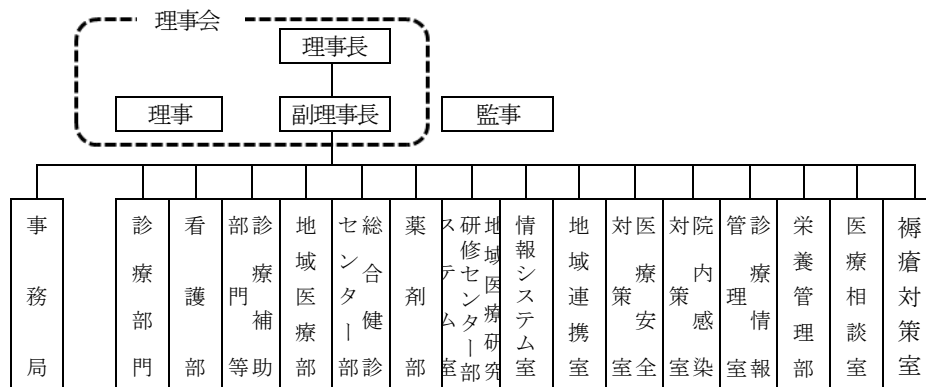 理事会
理事長
理事
副理事長
監事
事務局
診療部門
看護部
診療補助
部門等
地域医療部
総合健診
センター部
薬剤部
地域医療研究
研修センター部
ステム室
情報システム室
地域連携室
医療安全
対策室
院内感染
対策室
診療情報
管理室
栄養管理部
医療相談室
褥瘡対策室